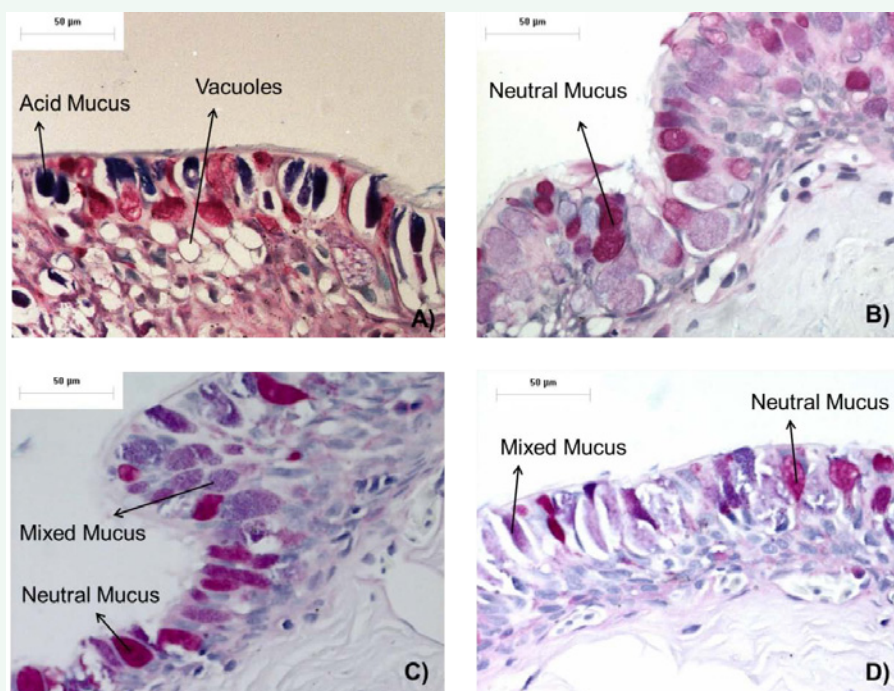 50 µm
Acid Mucus
Vacuoles
A)
50 µm
Neutral Mucus
B)
50 µm
Mixed Mucus
Neutral Mucus
C)
50 µm
Neutral Mucus
Mixed Mucus
D)